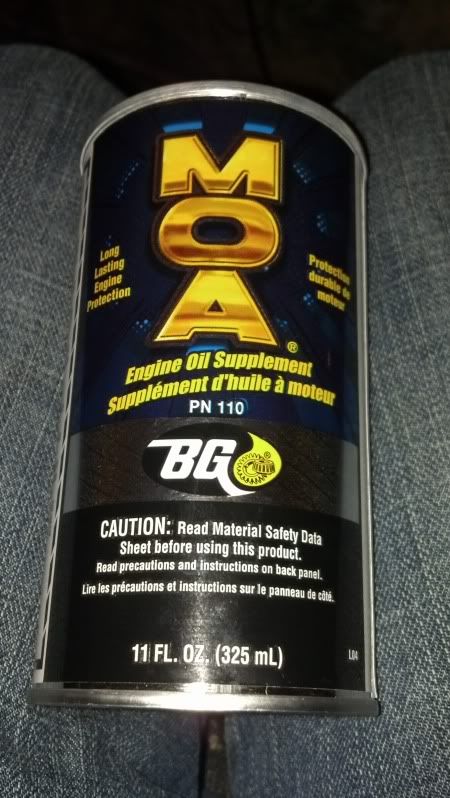 MOA®
Long
Lasting
Engine
Protection
Protection
durable de
moteur
Engine Oil Supplement
Supplément d'huile à moteur
PN 110
BG®
CAUTION: Read Material Safety Data
Sheet before using this product.
Read precautions and instructions on back panel.
Lire les précautions et instructions sur le panneau de côté.
11 FL. OZ. (325 mL)
L04